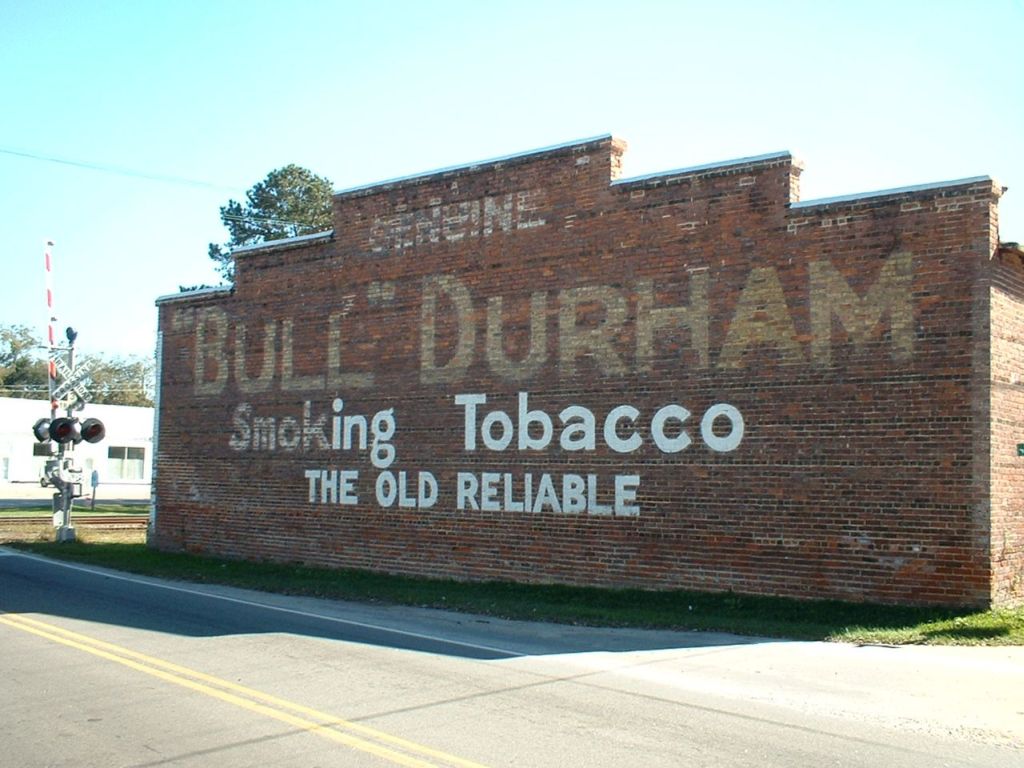 GENUINE
"BULL" DURHAM
Smoking Tobacco
THE OLD RELIABLE